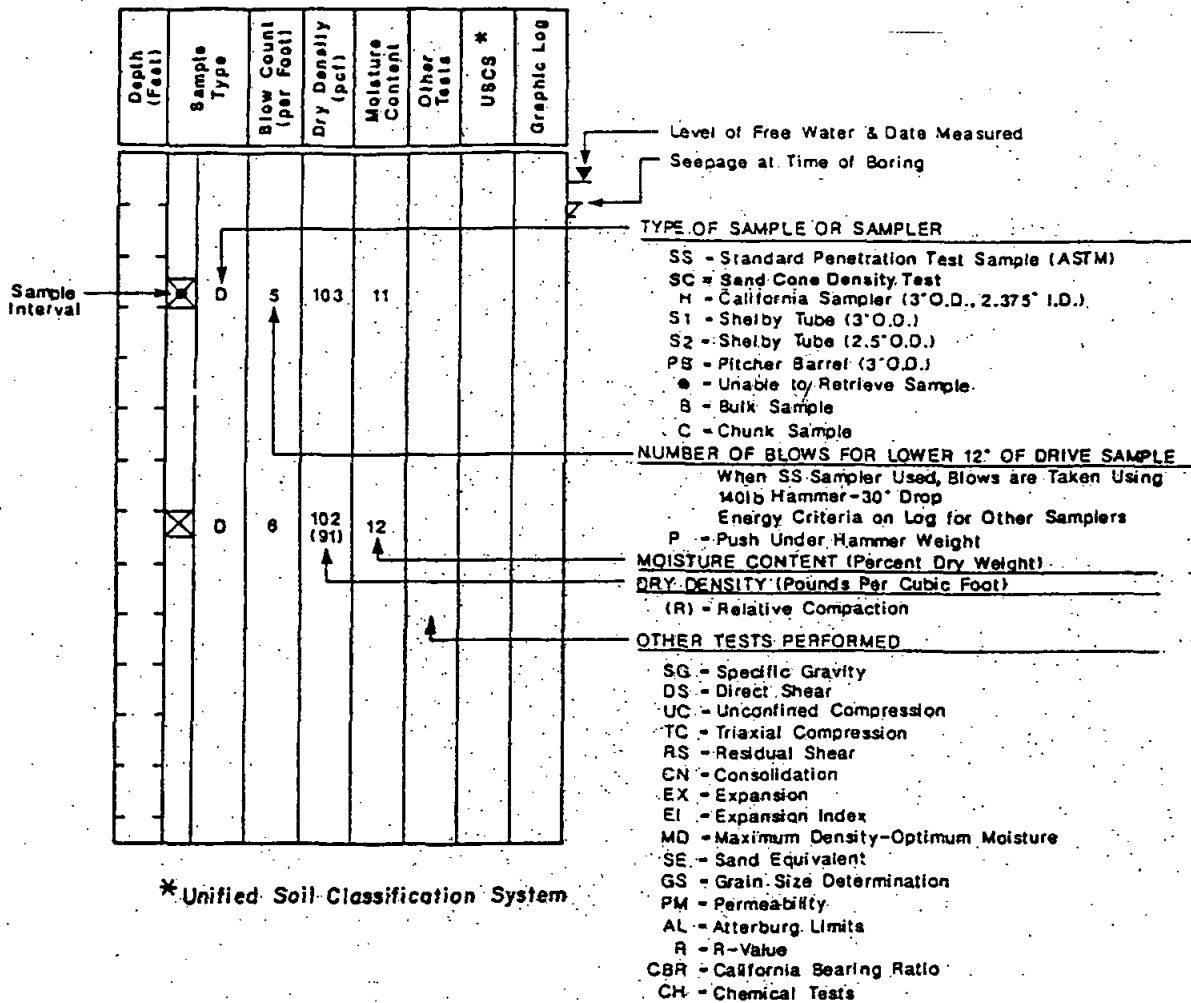 Depth (Feet)
Sample Type
Blow Count (per Foot)
Dry Density (pcf)
Moisture Content
Other Tests
USCS *
Graphic Log
Level of Free Water & Date Measured
Seepage at Time of Boring
TYPE OF SAMPLE OR SAMPLER
SS - Standard Penetration Test Sample (ASTM)
SC - Sand Cone Density Test
H - California Sampler (3" O.D., 2.375" I.D.)
S1 - Shelby Tube (3" O.D.)
S2 - Shelby Tube (2.5" O.D.)
PB - Pitcher Barrel (3" O.D.)
● - Unable to Retrieve Sample
B - Bulk Sample
C - Chunk Sample
Sample Interval
D 5 103 11
NUMBER OF BLOWS FOR LOWER 12" OF DRIVE SAMPLE
When SS Sampler Used, Blows are Taken Using
140lb Hammer-30" Drop
Energy Criteria on Log for Other Samplers
P - Push Under Hammer Weight
D 6 102 12
(91)
MOISTURE CONTENT (Percent Dry Weight)
DRY DENSITY (Pounds Per Cubic Foot)
(R) - Relative Compaction
OTHER TESTS PERFORMED
SG - Specific Gravity
DS - Direct Shear
UC - Unconfined Compression
TC - Triaxial Compression
RS - Residual Shear
CN - Consolidation
EX - Expansion
EI - Expansion Index
MD - Maximum Density-Optimum Moisture
SE - Sand Equivalent
GS - Grain Size Determination
PM - Permeability
AL - Atterburg Limits
R - R-Value
CBR - California Bearing Ratio
CH - Chemical Tests
* Unified Soil Classification System